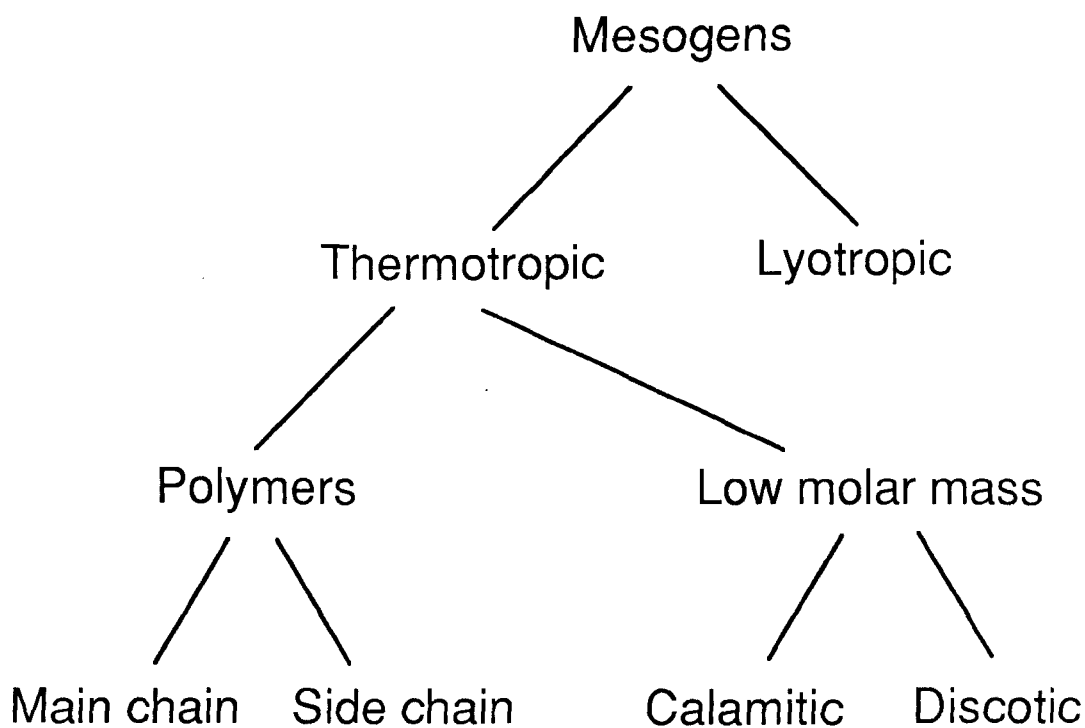 Mesogens
Thermotropic
Lyotropic
Polymers
Low molar mass
Main chain
Side chain
Calamitic
Discotic